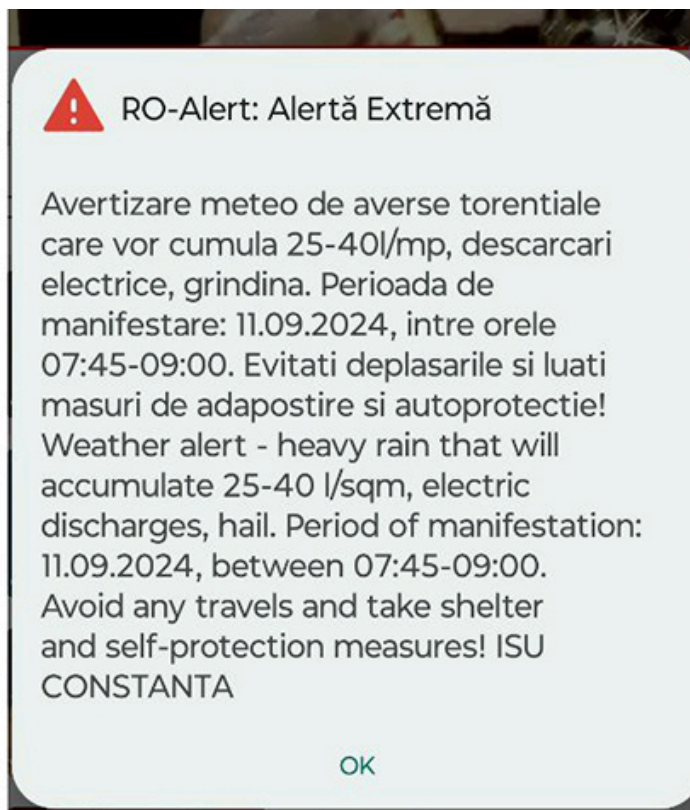 RO-Alert: Alertă Extremă
Avertizare meteo de averse torentiale
care vor cumula 25-40l/mp, descarcari
electrice, grindina. Perioada de
manifestare: 11.09.2024, intre orele
07:45-09:00. Evitati deplasarile si luati
masuri de adapostire si autoprotectie!
Weather alert - heavy rain that will
accumulate 25-40 l/sqm, electric
discharges, hail. Period of manifestation:
11.09.2024, between 07:45-09:00.
Avoid any travels and take shelter
and self-protection measures! ISU
CONSTANTA
OK